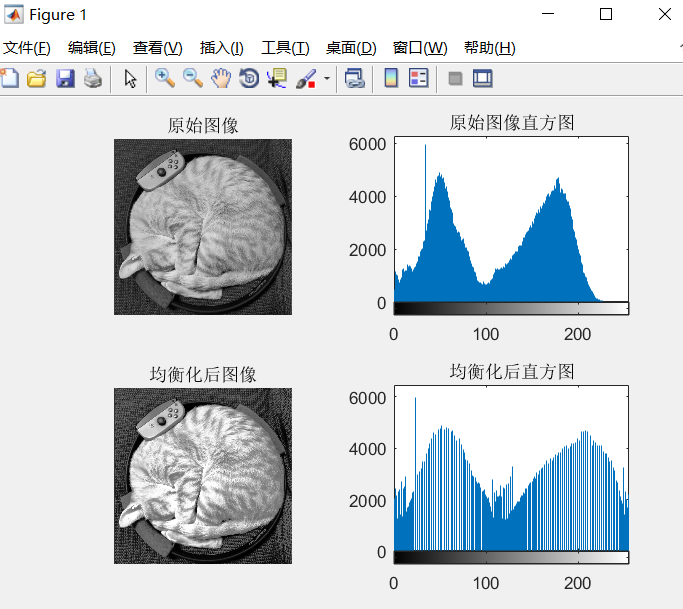 Figure 1
文件(F) 编辑(E) 查看(V) 插入(I) 工具(T) 桌面(D) 窗口(W) 帮助(H)
原始图像
原始图像直方图
6000
4000
2000
0
0 100 200
均衡化后图像
均衡化后直方图
6000
4000
2000
0
0 100 200